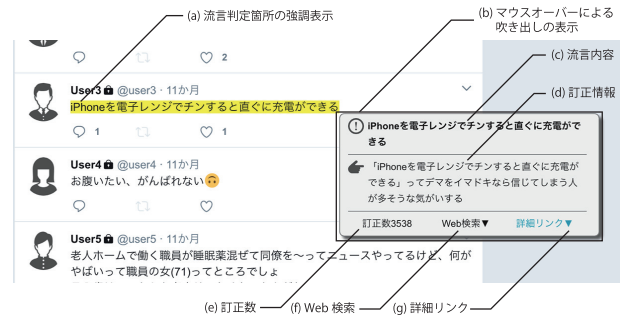 (a) 流言判定箇所の強調表示
(b) マウスオーバーによる
吹き出しの表示
(c) 流言内容
(d) 訂正情報
2
User3 @user3 · 11か月
iPhoneを電子レンジでチンすると直ぐに充電ができる
1 1
User4 @user4 · 11か月
お腹いたい、がんばれない🙃
User5 @user5 · 11か月
老人ホームで働く職員が睡眠薬混ぜて同僚を〜ってニュースやってるけど、何が
やばいって職員の女(71)ってところでしょ
iPhoneを電子レンジでチンすると直ぐに充電がで
きる
「iPhoneを電子レンジでチンすると直ぐに充電が
できる」ってデマをイマドキなら信じてしまう人
が多そうな気がいする
訂正数3538 Web検索▼ 詳細リンク▼
(e) 訂正数 (f) Web 検索 (g) 詳細リンク